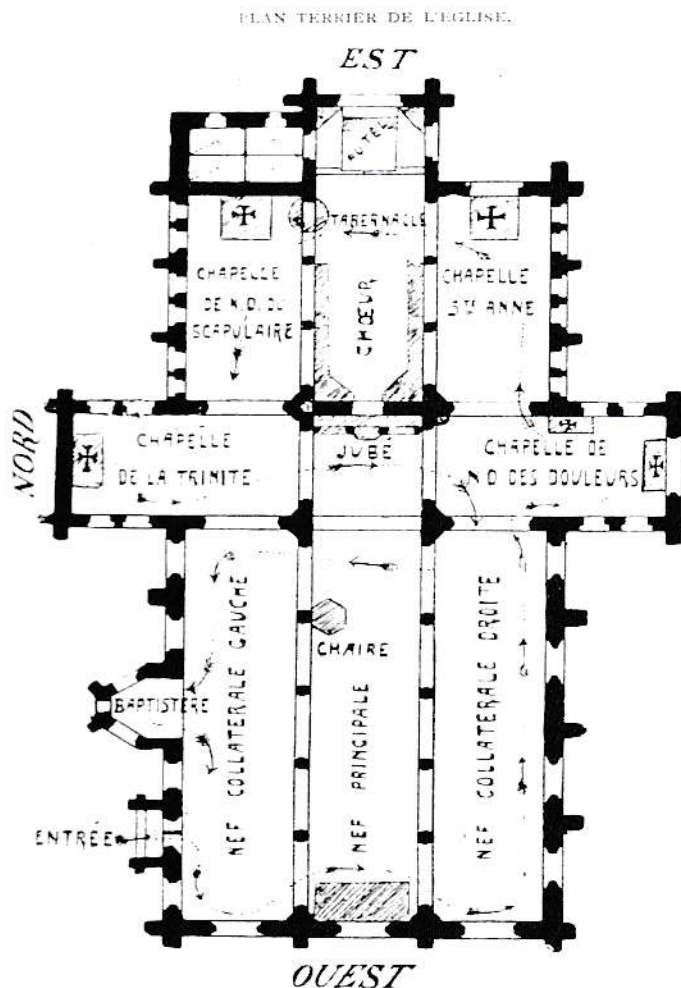 PLAN TERRIER DE L'EGLISE.
EST
AUTEL
TABERNACLE
CHAPELLE
DE N.D. DU
SCAPULAIRE
CHŒUR
CHAPELLE
STE ANNE
NORD
CHAPELLE
DE LA TRINITE
JUBÉ
CHAPELLE DE
N.D DES DOULEURS
NEF COLLATERALE GAUCHE
CHAIRE
NEF PRINCIPALE
NEF COLLATERALE DROITE
BAPTISTÈRE
ENTRÉE
OUEST